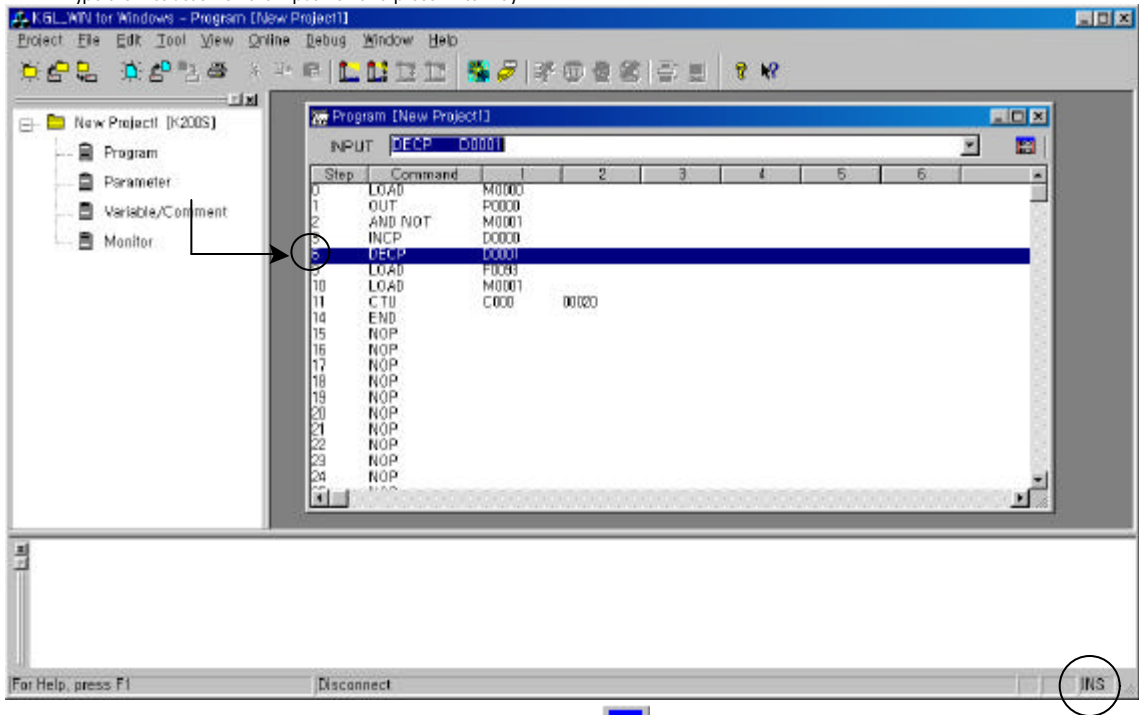 KGL_WIN for Windows - Program [New Project1]
Project File Edit Tool View Online Debug Window Help
New Project1 [K200S]
Program
Parameter
Variable/Comment
Monitor
Program [New Project1]
INPUT DECP D0001
Step Command 1 2 3 4 5 6
0 LOAD M0000
1 OUT P0000
2 AND NOT M0001
3 INCP D0000
6 DECP D0001
9 LOAD F0093
10 LOAD M0001
11 CTU C000 00020
14 END
15 NOP
16 NOP
17 NOP
18 NOP
19 NOP
20 NOP
21 NOP
22 NOP
23 NOP
24 NOP
For Help, press F1 Disconnect INS